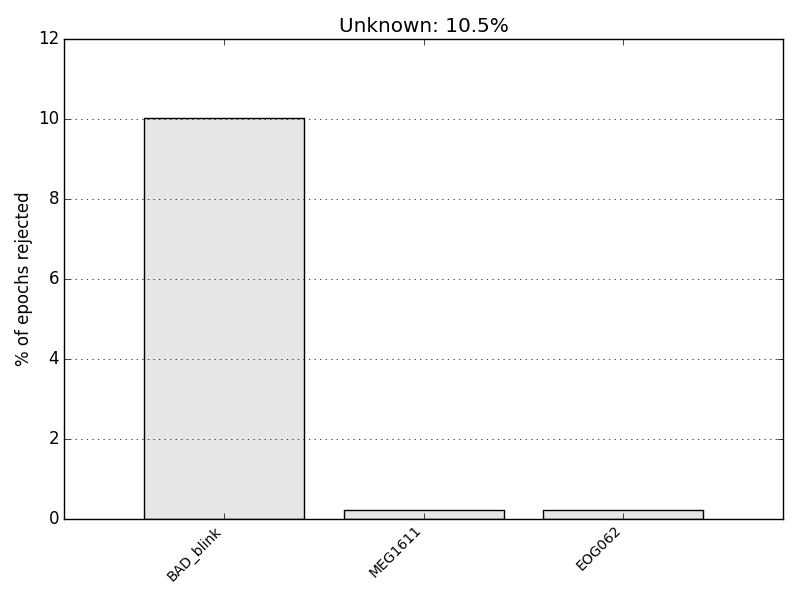 Unknown: 10.5%
12
10
8
6
4
2
0
% of epochs rejected
BAD_blink
MEG1611
EOG062